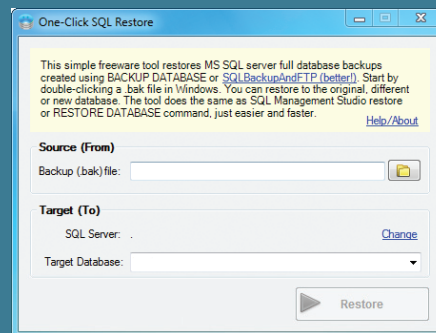 One-Click SQL Restore
This simple freeware tool restores MS SQL server full database backups
created using BACKUP DATABASE or SQLBackupAndFTP (better!). Start by
double-clicking a .bak file in Windows. You can restore to the original, different
or new database. The tool does the same as SQL Management Studio restore
or RESTORE DATABASE command, just easier and faster.
Help/About
Source (From)
Backup (.bak) file:
Target (To)
SQL Server: .
Change
Target Database:
Restore